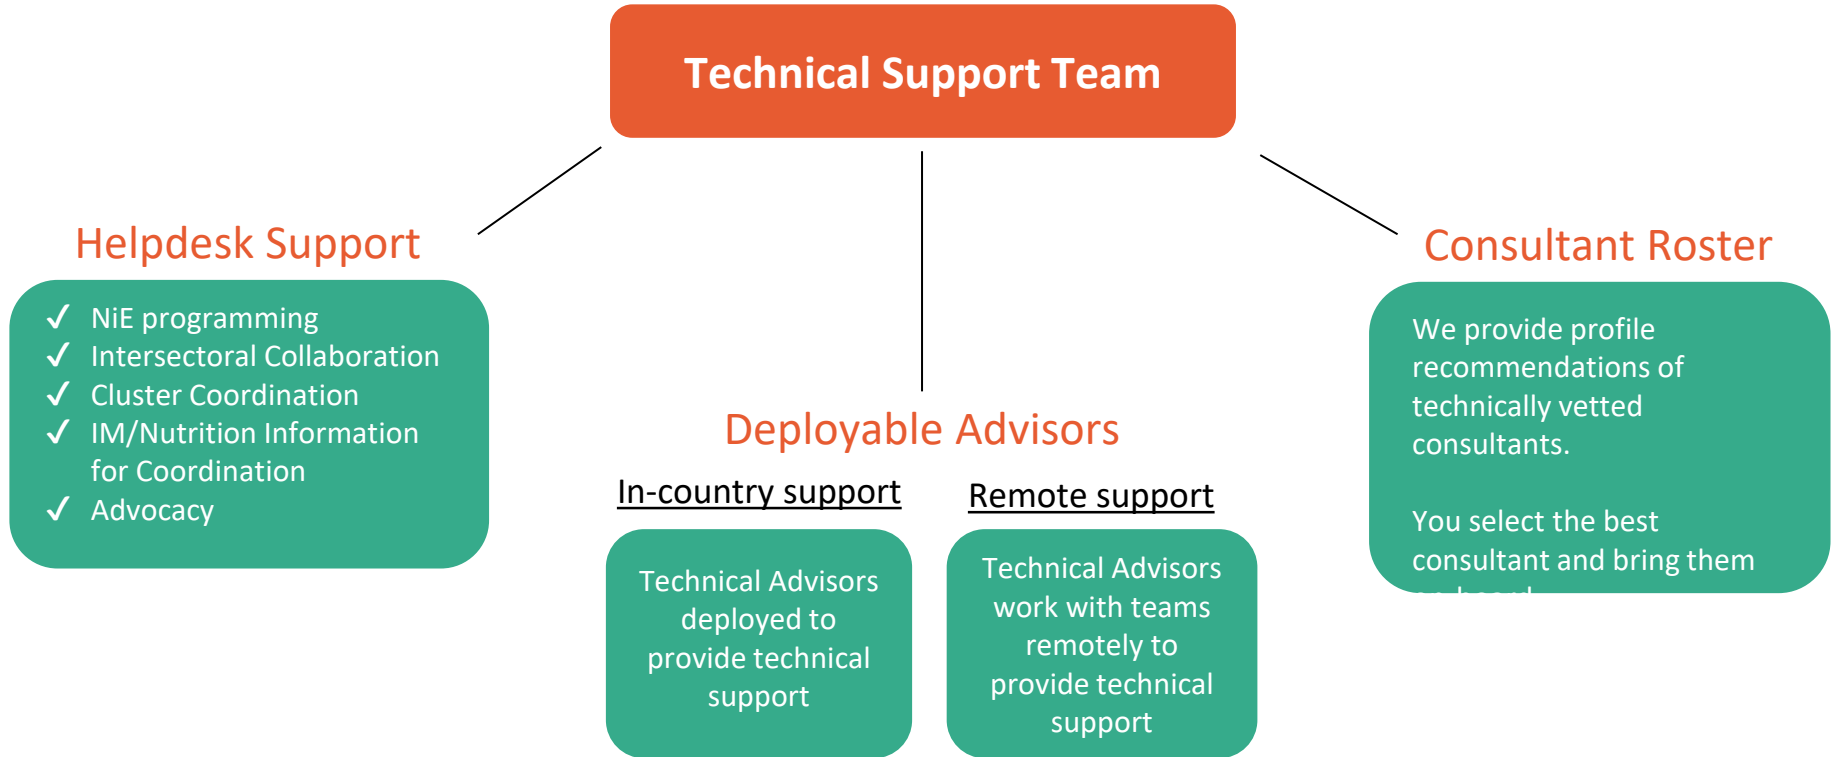 Technical Support Team
Helpdesk Support
✓ NiE programming
✓ Intersectoral Collaboration
✓ Cluster Coordination
✓ IM/Nutrition Information
for Coordination
✓ Advocacy
Deployable Advisors
In-country support
Technical Advisors
deployed to
provide technical
support
Remote support
Technical Advisors
work with teams
remotely to
provide technical
support
Consultant Roster
We provide profile
recommendations of
technically vetted
consultants.
You select the best
consultant and bring them